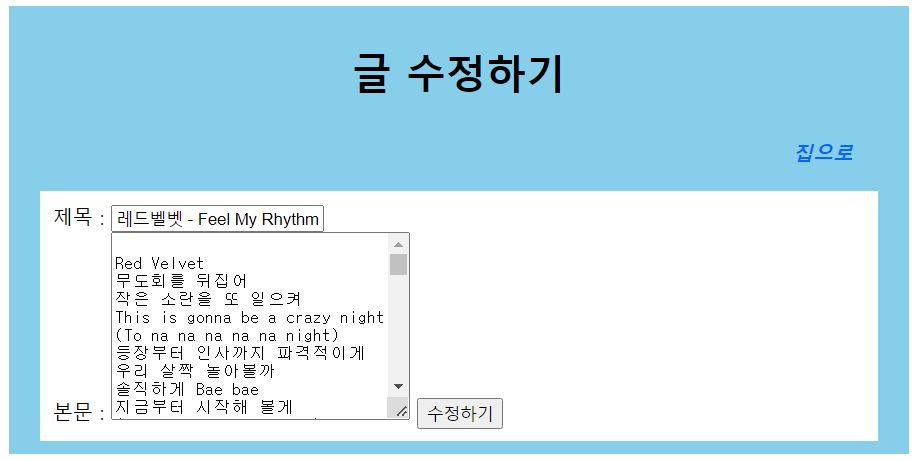 글 수정하기
집으로
제목 : 레드벨벳 - Feel My Rhythm
Red Velvet
무도회를 뒤집어
작은 소란을 또 일으켜
This is gonna be a crazy night
(To na na na na na night)
등장부터 인사까지 파격적이게
우리 살짝 놀아볼까
솔직하게 Bae bae
지금부터 시작해 볼게
본문 : 수정하기